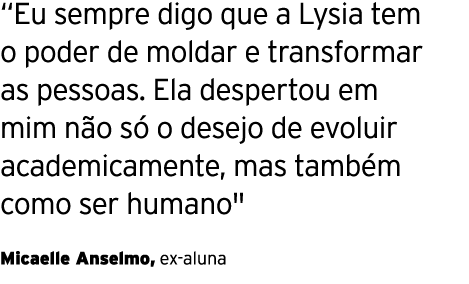 “Eu sempre digo que a Lysia tem
o poder de moldar e transformar
as pessoas. Ela despertou em
mim não só o desejo de evoluir
academicamente, mas também
como ser humano"
Micaelle Anselmo, ex-aluna